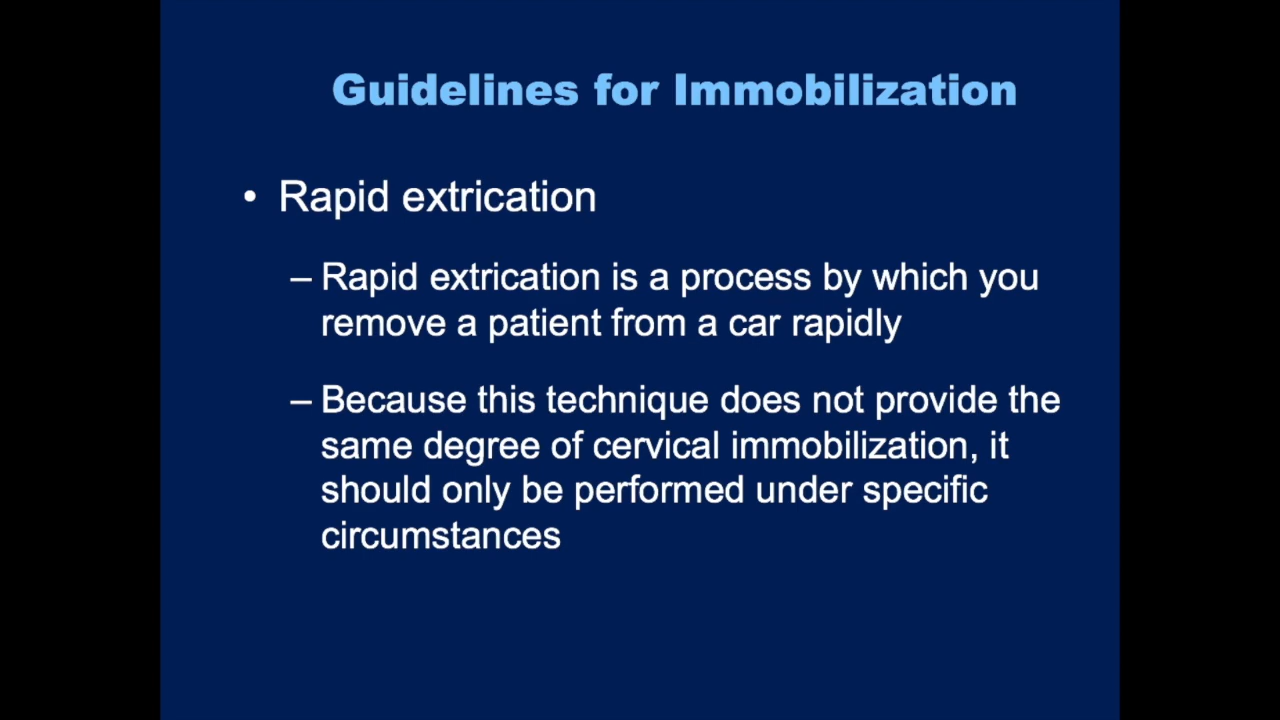 Guidelines for Immobilization
• Rapid extrication
– Rapid extrication is a process by which you
remove a patient from a car rapidly
– Because this technique does not provide the
same degree of cervical immobilization, it
should only be performed under specific
circumstances